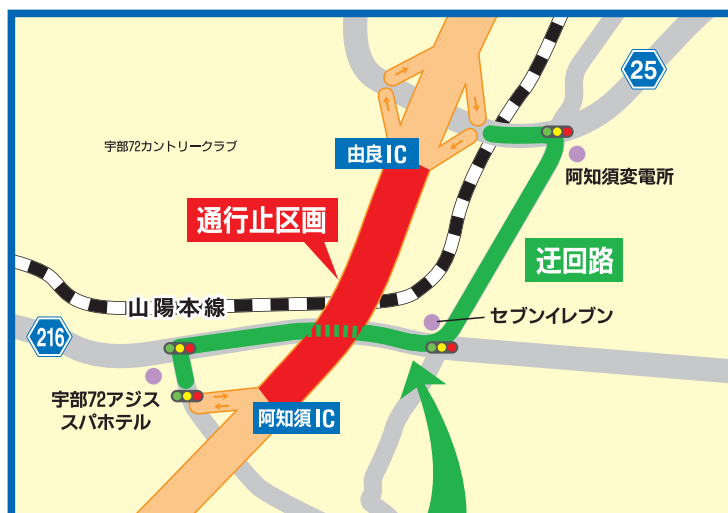 25
宇部72カントリークラブ
由良IC
阿知須変電所
通行止区画
迂回路
山陽本線
セブンイレブン
216
宇部72アジス
スパホテル
阿知須IC